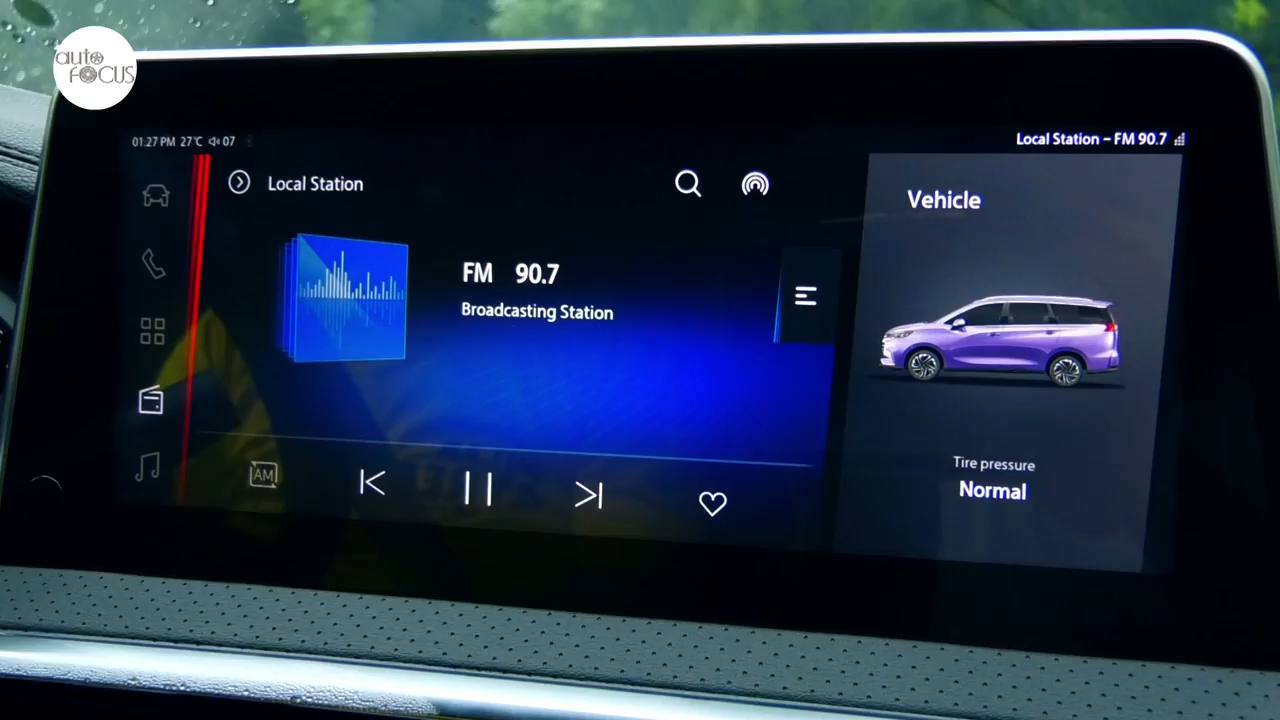 auto
FOCUS
01:27 PM 27℃ 07
Local Station – FM 90.7
Local Station
Vehicle
FM 90.7
Broadcasting Station
AM
Tire pressure
Normal